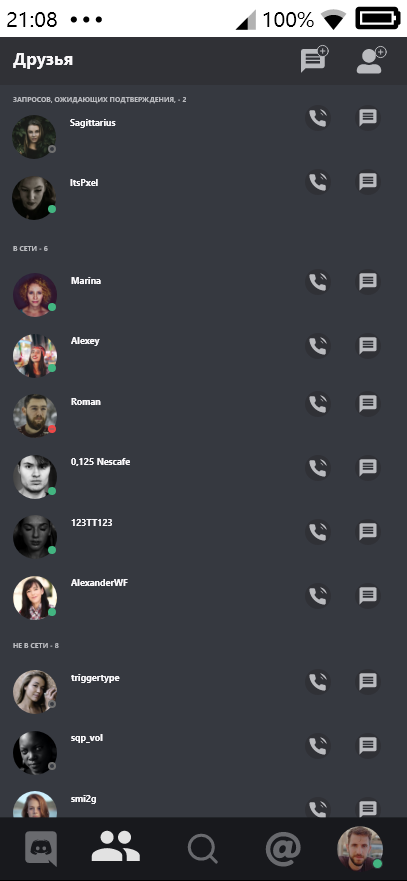 21:08 ••• 100%
Друзья
ЗАПРОСОВ, ОЖИДАЮЩИХ ПОДТВЕРЖДЕНИЯ, - 2
Sagittarius
ItsPxel
В СЕТИ - 6
Marina
Alexey
Roman
0,125 Nescafe
123TT123
AlexanderWF
НЕ В СЕТИ - 8
triggertype
sqp_vol
smi2g
@